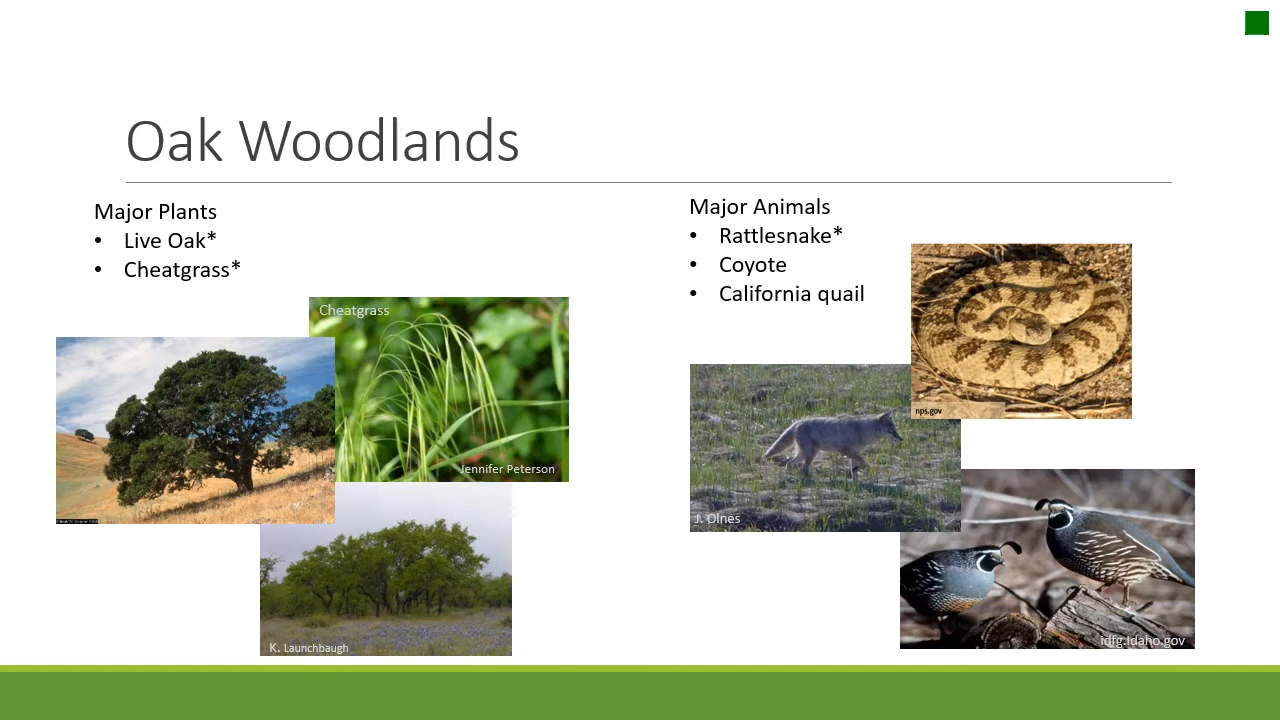 Oak Woodlands
Major Plants
• Live Oak*
• Cheatgrass*
Cheatgrass
Jennifer Peterson
K. Launchbaugh
Major Animals
• Rattlesnake*
• Coyote
• California quail
nps.gov
J. Olnes
idfg.idaho.gov